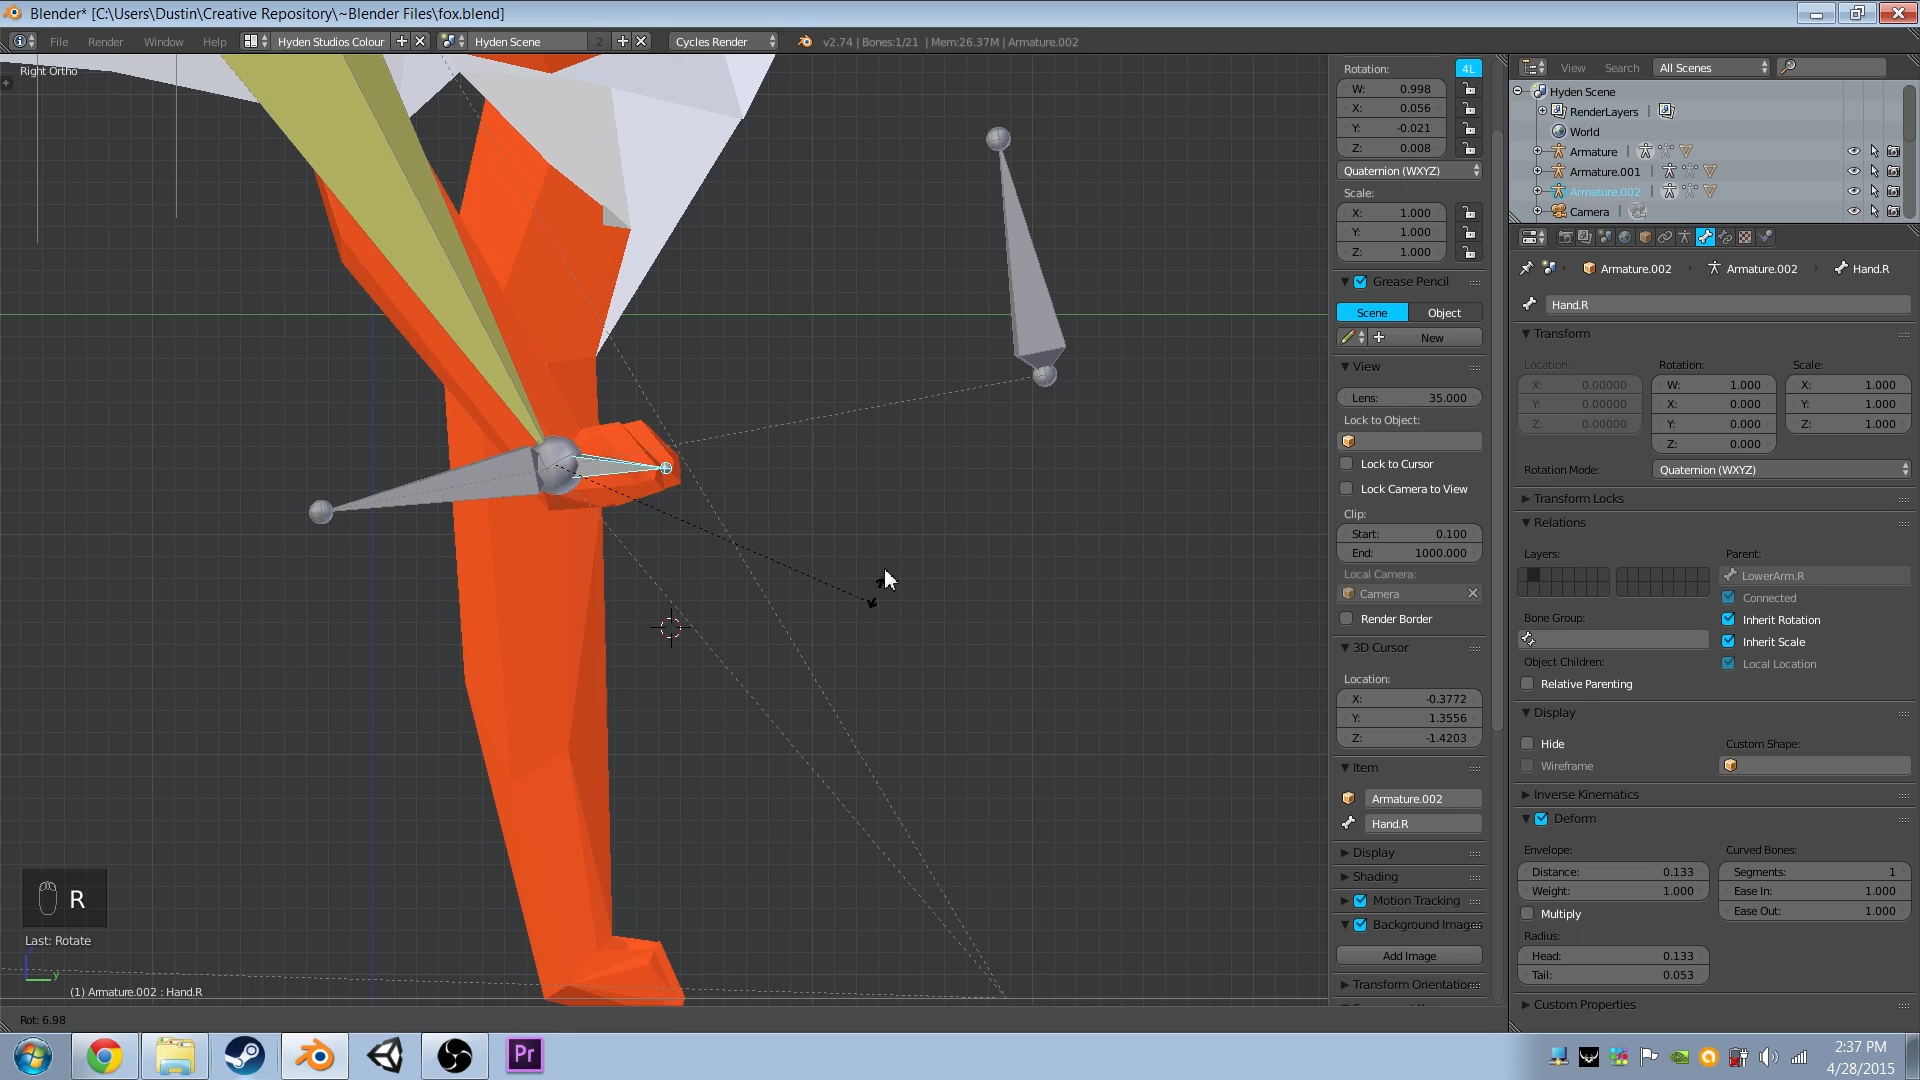 Blender* [C:\Users\Dustin\Creative Repository\~Blender Files\fox.blend]
File Render Window Help Hyden Studios Colour Hyden Scene 2 Cycles Render v2.74 | Bones:1/21 | Mem:26.37M | Armature.002
Right Ortho
Rotation: 4L
W: 0.998
X: 0.056
Y: -0.021
Z: 0.008
Quaternion (WXYZ)
Scale:
X: 1.000
Y: 1.000
Z: 1.000
Grease Pencil
Scene Object
New
View
Lens: 35.000
Lock to Object:
Lock to Cursor
Lock Camera to View
Clip:
Start: 0.100
End: 1000.000
Local Camera:
Camera
Render Border
3D Cursor
Location:
X: -0.3772
Y: 1.3556
Z: -1.4203
Item
Armature.002
Hand.R
Display
Shading
Motion Tracking
Background Images
Add Image
Transform Orientations
View Search All Scenes
Hyden Scene
RenderLayers
World
Armature
Armature.001
Armature.002
Camera
Armature.002 Armature.002 Hand.R
Hand.R
Transform
Location: Rotation: Scale:
X: 0.00000 W: 1.000 X: 1.000
Y: 0.00000 X: 0.000 Y: 1.000
Z: 0.00000 Y: 0.000 Z: 1.000
Z: 0.000
Rotation Mode: Quaternion (WXYZ)
Transform Locks
Relations
Layers: Parent:
LowerArm.R
Connected
Bone Group: Inherit Rotation
Inherit Scale
Object Children: Local Location
Relative Parenting
Display
Hide Custom Shape:
Wireframe
Inverse Kinematics
Deform
Envelope: Curved Bones:
Distance: 0.133 Segments: 1
Weight: 1.000 Ease In: 1.000
Multiply Ease Out: 1.000
Radius:
Head: 0.133
Tail: 0.053
Custom Properties
R
Last: Rotate
y
(1) Armature.002 : Hand.R
Rot: 6.98
Pr
2:37 PM
4/28/2015